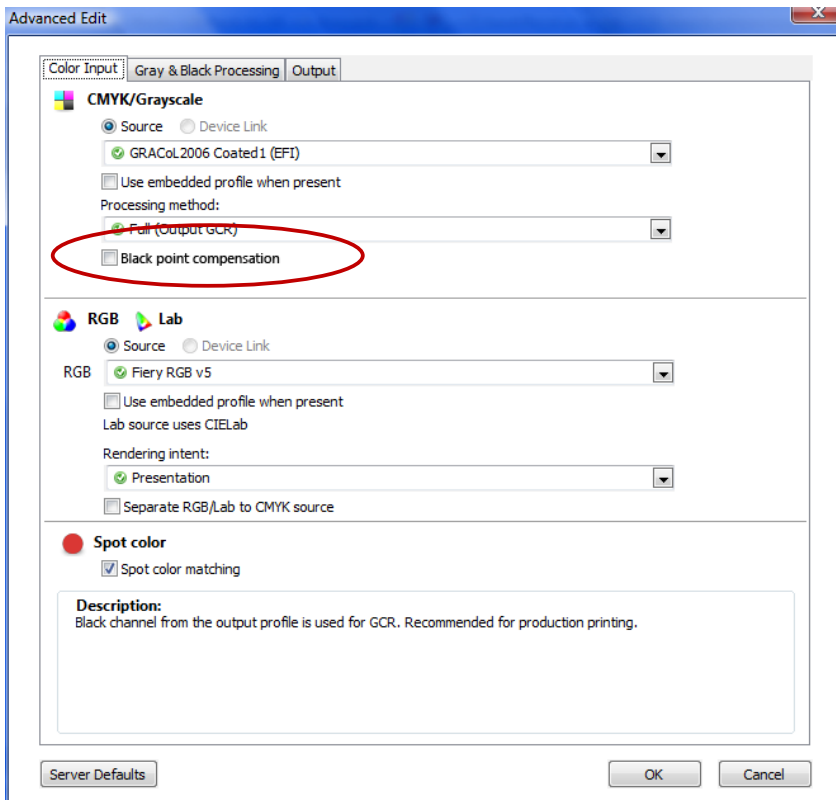 Advanced Edit
Color Input Gray & Black Processing Output
CMYK/Grayscale
Source Device Link
GRACoL2006 Coated1 (EFI)
Use embedded profile when present
Processing method:
Full (Output GCR)
Black point compensation
RGB Lab
Source Device Link
RGB Fiery RGB v5
Use embedded profile when present
Lab source uses CIELab
Rendering intent:
Presentation
Separate RGB/Lab to CMYK source
Spot color
Spot color matching
Description:
Black channel from the output profile is used for GCR. Recommended for production printing.
Server Defaults OK Cancel